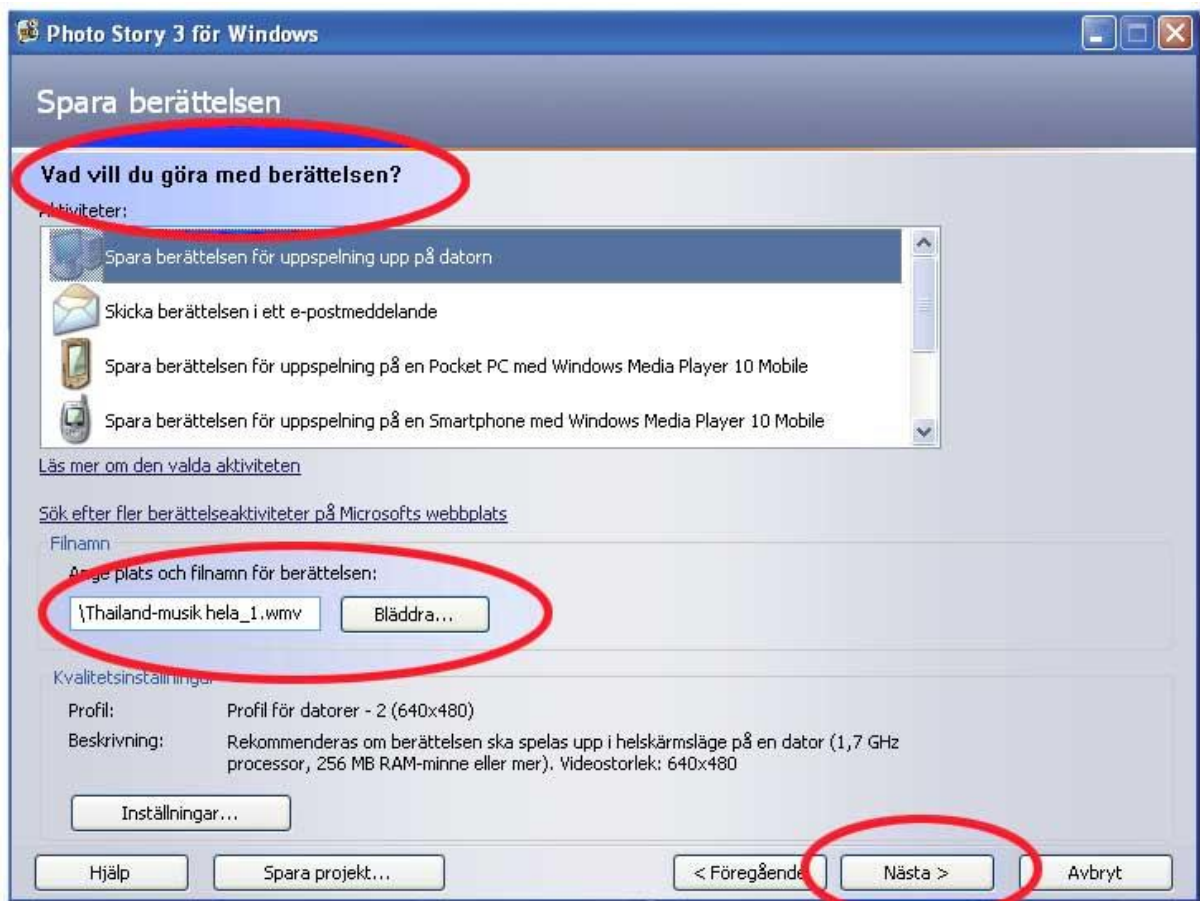 Photo Story 3 för Windows
Spara berättelsen
Vad vill du göra med berättelsen?
Aktiviteter:
Spara berättelsen för uppspelning upp på datorn
Skicka berättelsen i ett e-postmeddelande
Spara berättelsen för uppspelning på en Pocket PC med Windows Media Player 10 Mobile
Spara berättelsen för uppspelning på en Smartphone med Windows Media Player 10 Mobile
Läs mer om den valda aktiviteten
Sök efter fler berättelseaktiviteter på Microsofts webbplats
Filnamn
Ange plats och filnamn för berättelsen:
\Thailand-musik hela_1.wmv Bläddra...
Kvalitetsinställningar
Profil: Profil för datorer - 2 (640x480)
Beskrivning: Rekommenderas om berättelsen ska spelas upp i helskärmsläge på en dator (1,7 GHz
processor, 256 MB RAM-minne eller mer). Videostorlek: 640x480
Inställningar...
Hjälp Spara projekt... < Föregående Nästa > Avbryt